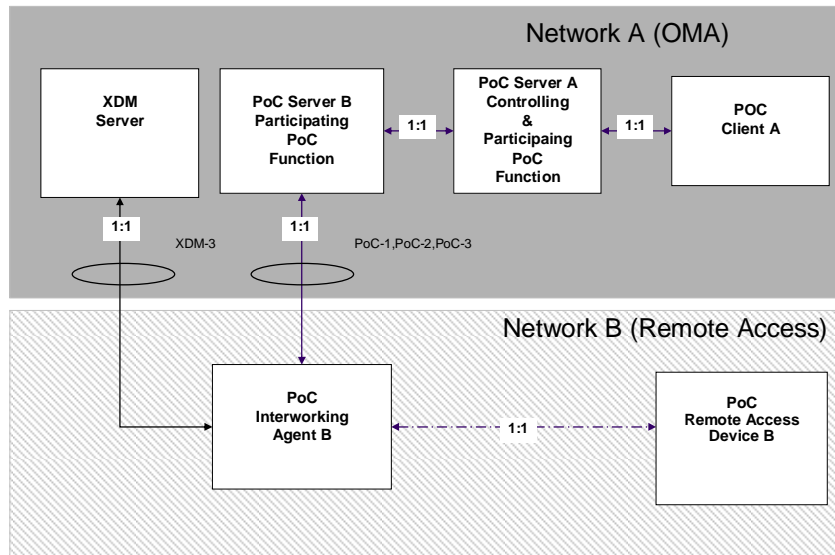 Network A (OMA)
XDM
Server
PoC Server B
Participating
PoC
Function
PoC Server A
Controlling
&
Participaing
PoC
Function
POC
Client A
1:1
1:1
1:1
1:1
XDM-3
PoC-1,PoC-2,PoC-3
Network B (Remote Access)
PoC
Interworking
Agent B
1:1
PoC
Remote Access
Device B